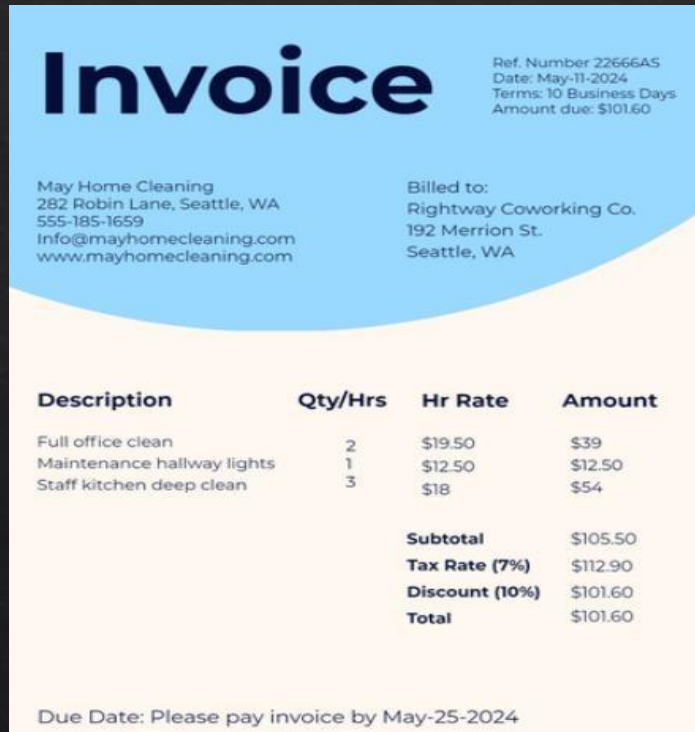 Invoice
Ref. Number 22666AS
Date: May-11-2024
Terms: 10 Business Days
Amount due: $101.60
May Home Cleaning
282 Robin Lane, Seattle, WA
555-185-1659
Info@mayhomecleaning.com
www.mayhomecleaning.com
Billed to:
Rightway Coworking Co.
192 Merrion St.
Seattle, WA
Description Qty/Hrs Hr Rate Amount
Full office clean 2 $19.50 $39
Maintenance hallway lights 1 $12.50 $12.50
Staff kitchen deep clean 3 $18 $54
Subtotal $105.50
Tax Rate (7%) $112.90
Discount (10%) $101.60
Total $101.60
Due Date: Please pay invoice by May-25-2024